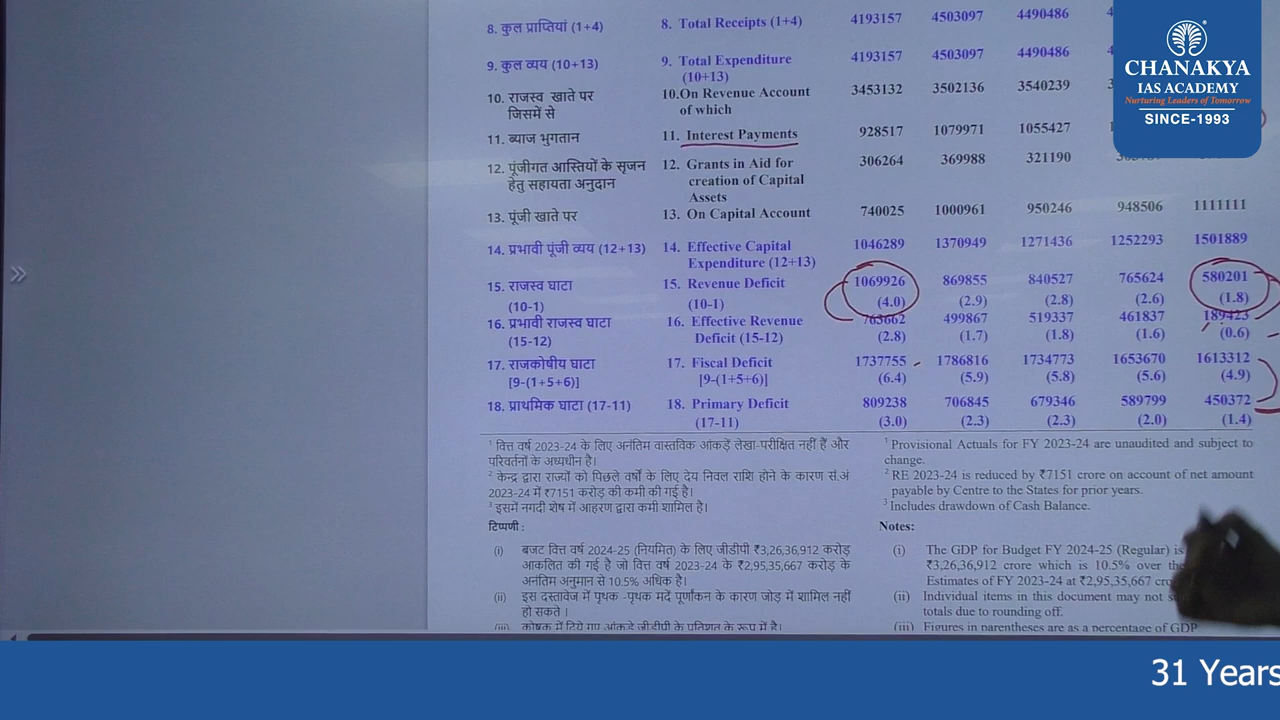 8. कुल प्राप्तियां (1+4) 8. Total Receipts (1+4) 4193157 4503097 4490486
9. कुल व्यय (10+13) 9. Total Expenditure 4193157 4503097 4490486
(10+13)
10. राजस्व खाते पर 10.On Revenue Account 3453132 3502136 3540239
जिसमें से of which
11. ब्याज भुगतान 11. Interest Payments 928517 1079971 1055427
12. पूंजीगत आस्तियों के सृजन 12. Grants in Aid for 306264 369988 321190
हेतु सहायता अनुदान creation of Capital
Assets
13. पूंजी खाते पर 13. On Capital Account 740025 1000961 950246 948506 1111111
14. प्रभावी पूंजी व्यय (12+13) 14. Effective Capital 1046289 1370949 1271436 1252293 1501889
Expenditure (12+13)
15. राजस्व घाटा 15. Revenue Deficit 1069926 869855 840527 765624 580201
(10-1) (10-1) (4.0) (2.9) (2.8) (2.6) (1.8)
16. प्रभावी राजस्व घाटा 16. Effective Revenue 763662 499867 519337 461837 189423
(15-12) Deficit (15-12) (2.8) (1.7) (1.8) (1.6) (0.6)
17. राजकोषीय घाटा 17. Fiscal Deficit 1737755 1786816 1734773 1653670 1613312
[9-(1+5+6)] [9-(1+5+6)] (6.4) (5.9) (5.8) (5.6) (4.9)
18. प्राथमिक घाटा (17-11) 18. Primary Deficit 809238 706845 679346 589799 450372
(17-11) (3.0) (2.3) (2.3) (2.0) (1.4)
1 वित्त वर्ष 2023-24 के लिए अनंतिम वास्तविक आंकड़ें लेखा-परीक्षित नहीं हैं और
परिवर्तनों के अध्यधीन है।
2 केन्द्र द्वारा राज्यों को पिछले वर्षों के लिए देय निवल राशि होने के कारण सं.अं
2023-24 में ₹7151 करोड़ की कमी की गई है।
3 इसमें नगदी शेष में आहरण द्वारा कमी शामिल है।
टिप्पणी :
(i) बजट वित्त वर्ष 2024-25 (नियमित) के लिए जीडीपी ₹3,26,36,912 करोड़
आकलित की गई है जो वित्त वर्ष 2023-24 के ₹2,95,35,667 करोड़ के
अनंतिम अनुमान से 10.5% अधिक है।
(ii) इस दस्तावेज में पृथक -पृथक मदें पूर्णांकन के कारण जोड़ में शामिल नहीं
हो सकते ।
(iii) कोष्ठक में दिये गए आंकड़े जीडीपी के प्रतिशत के रूप में है।
1 Provisional Actuals for FY 2023-24 are unaudited and subject to
change.
2 RE 2023-24 is reduced by ₹7151 crore on account of net amount
payable by Centre to the States for prior years.
3 Includes drawdown of Cash Balance.
Notes:
(i) The GDP for Budget FY 2024-25 (Regular) is
₹3,26,36,912 crore which is 10.5% over the
Estimates of FY 2023-24 at ₹2,95,35,667
(ii) Individual items in this document may not
totals due to rounding off.
(iii) Figures in parentheses are as a percentage of GDP
CHANAKYA
IAS ACADEMY
Nurturing Leaders of Tomorrow
SINCE-1993
31 Years